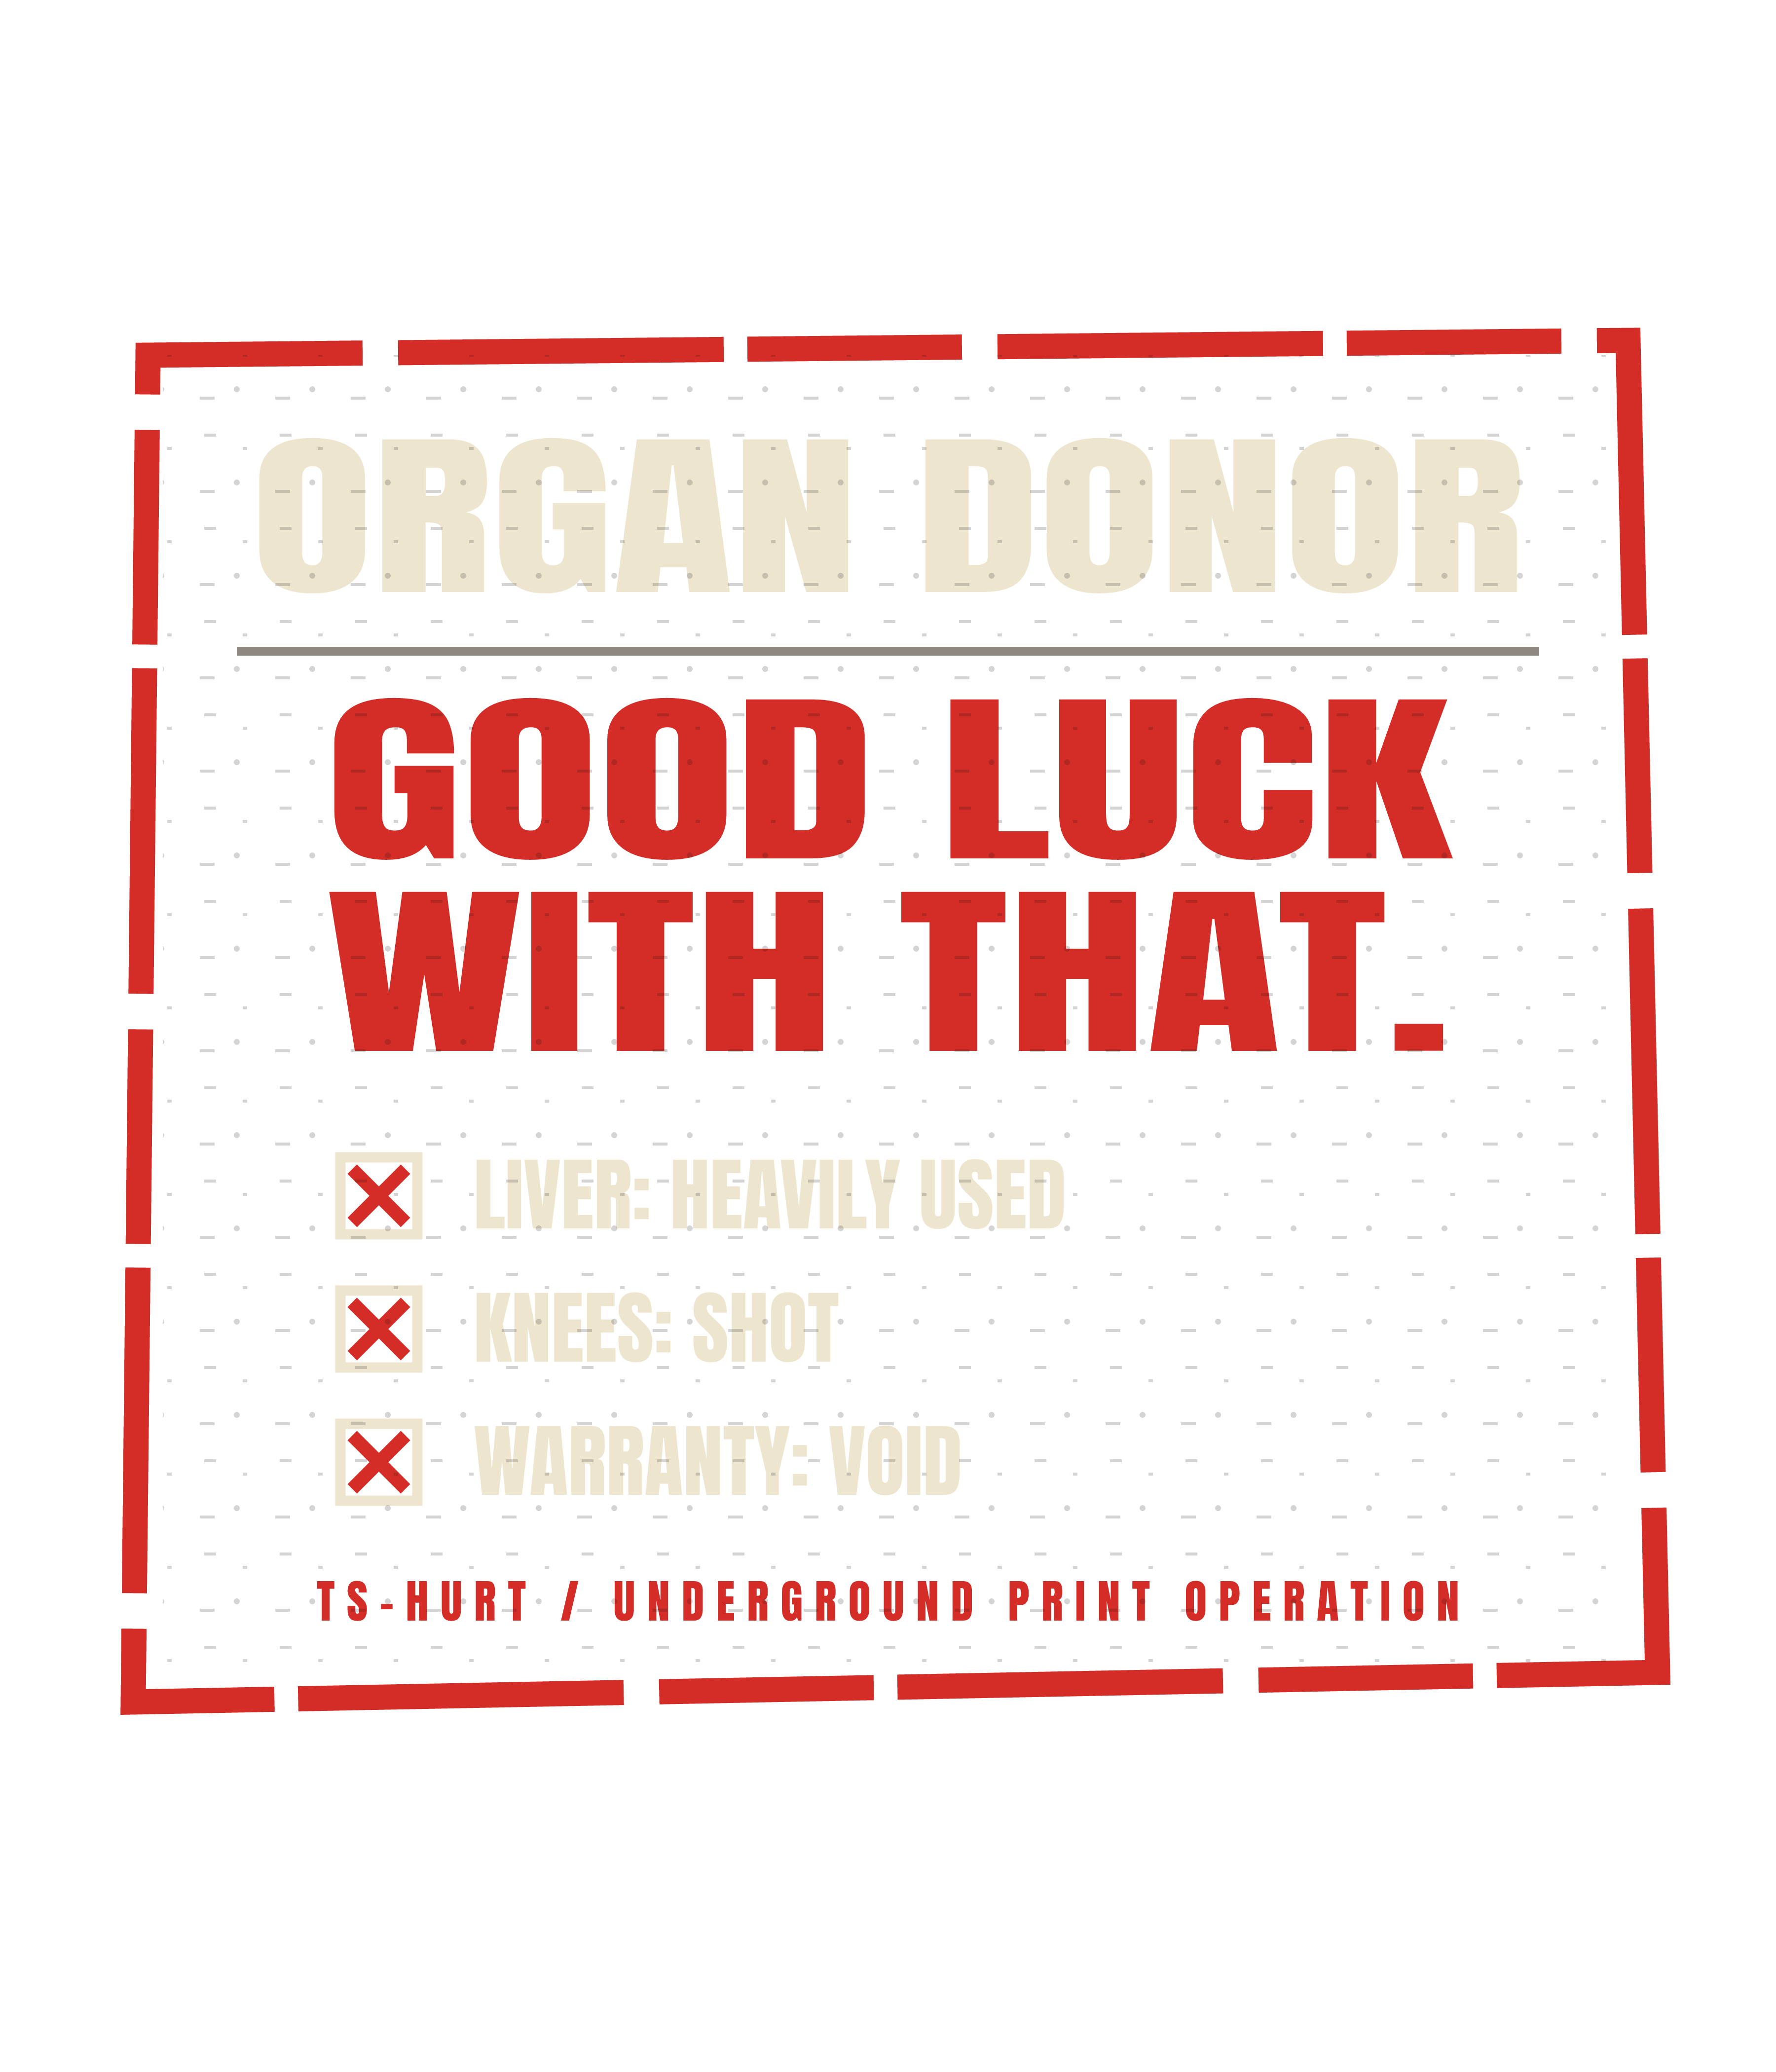 ORGAN DONOR
GOOD LUCK
WITH THAT.
LIVER: HEAVILY USED
KNEES: SHOT
WARRANTY: VOID
TS-HURT / UNDERGROUND PRINT OPERATION